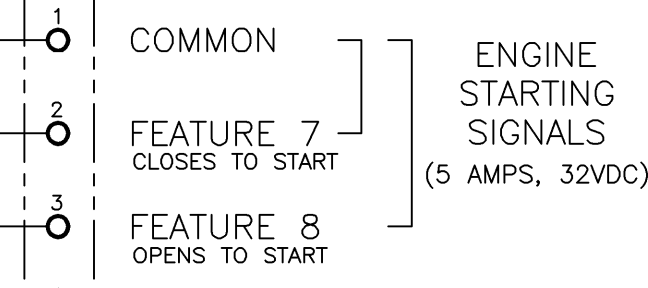 1
COMMON
2
FEATURE 7
CLOSES TO START
3
FEATURE 8
OPENS TO START
ENGINE
STARTING
SIGNALS
(5 AMPS, 32VDC)